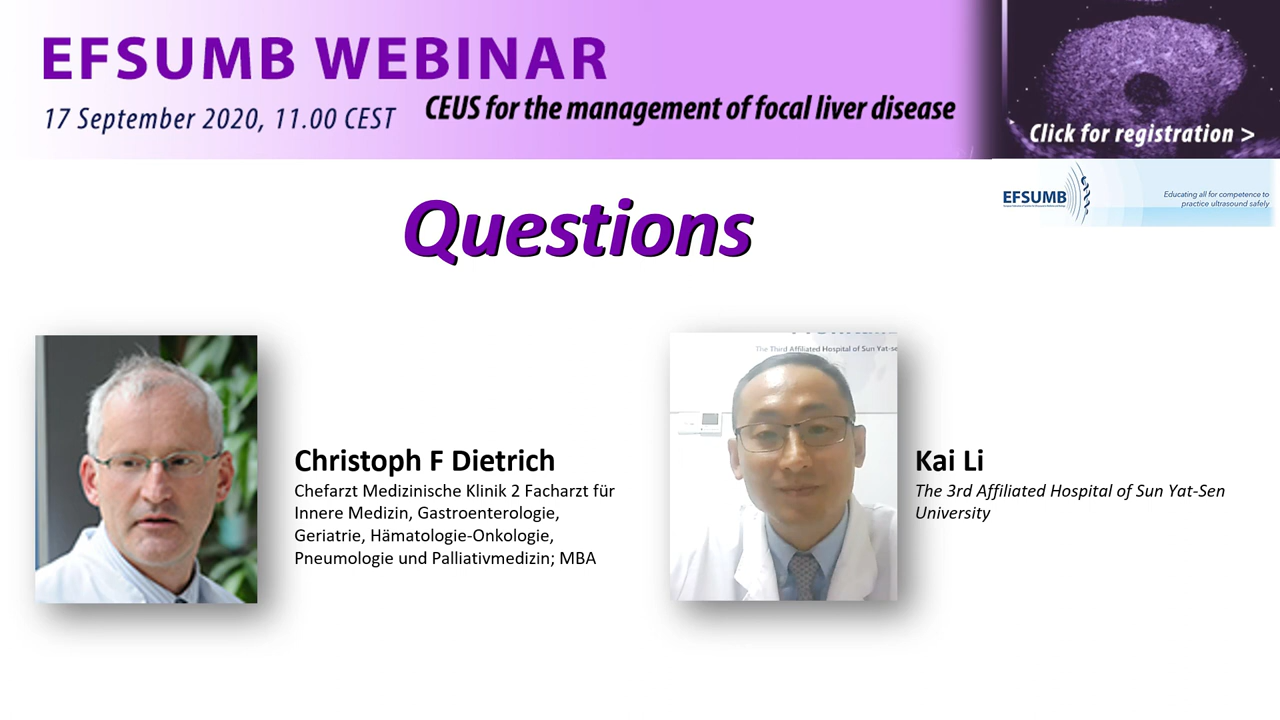 EFSUMB WEBINAR
17 September 2020, 11.00 CEST
CEUS for the management of focal liver disease
Click for registration >
EFSUMB
Educating all for competence to
practice ultrasound safely
Questions
The Third Affiliated Hospital of Sun Yat-se
Christoph F Dietrich
Chefarzt Medizinische Klinik 2 Facharzt für
Innere Medizin, Gastroenterologie,
Geriatrie, Hämatologie-Onkologie,
Pneumologie und Palliativmedizin; MBA
Kai Li
The 3rd Affiliated Hospital of Sun Yat-Sen
University